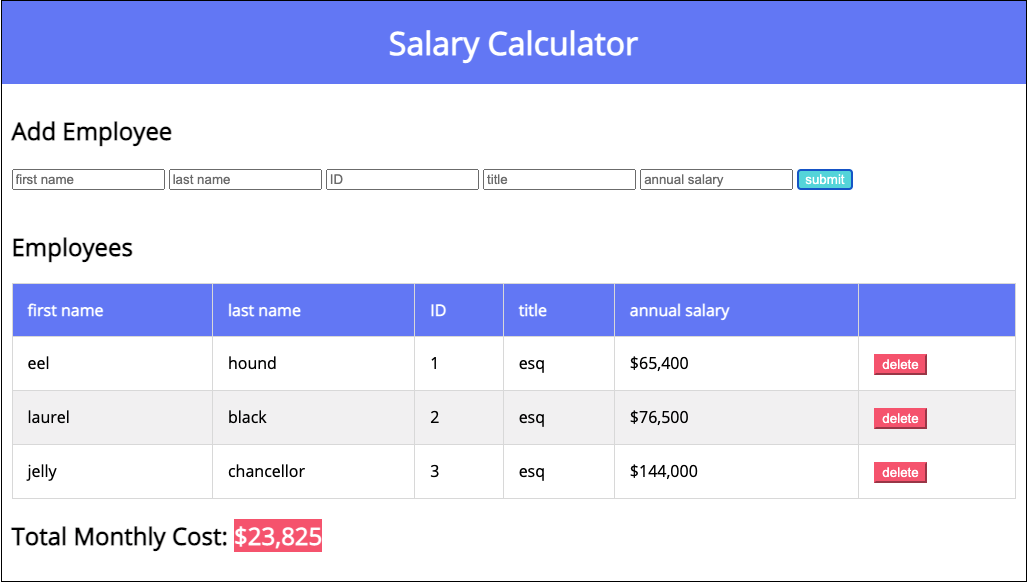 Salary Calculator
Add Employee
first name last name ID title annual salary submit
Employees
first name last name ID title annual salary
eel hound 1 esq $65,400 delete
laurel black 2 esq $76,500 delete
jelly chancellor 3 esq $144,000 delete
Total Monthly Cost: $23,825